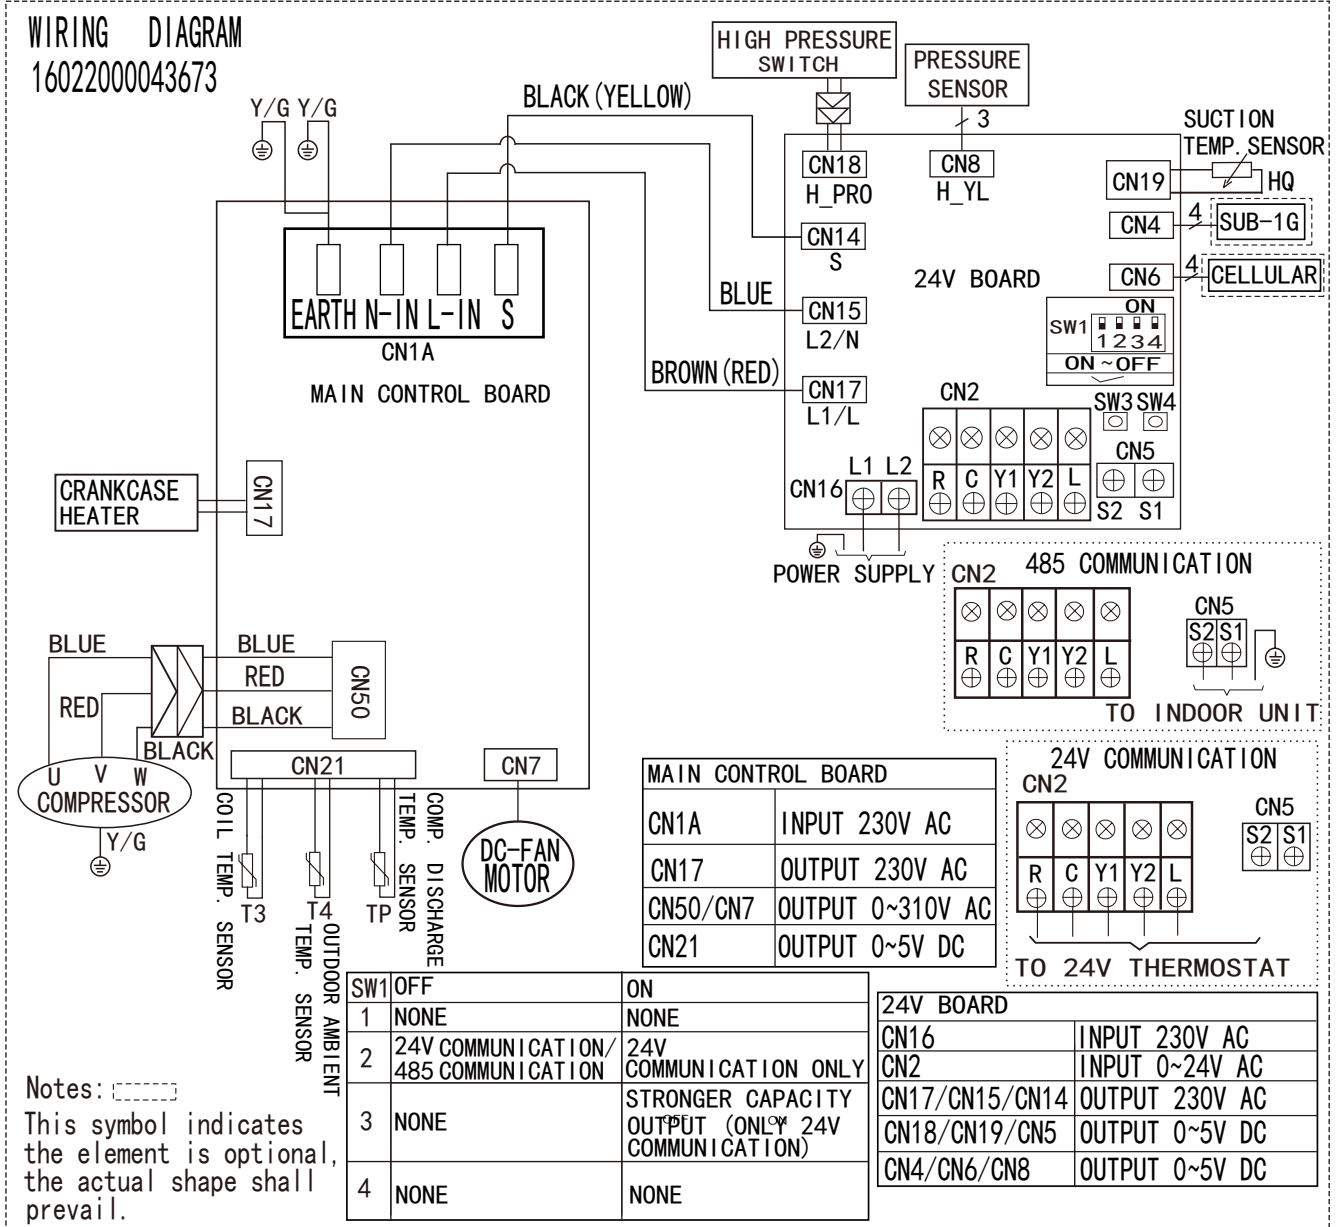 WIRING DIAGRAM
16022000043673
Y/G Y/G
BLACK(YELLOW)
HIGH PRESSURE
SWITCH
PRESSURE
SENSOR
3
SUCTION
TEMP. SENSOR
HQ
CN18
H_PRO
CN8
H_YL
CN19
CN4
4
SUB-1G
CN14
S
24V BOARD
CN6
4
CELLULAR
EARTH N-IN L-IN S
CN1A
MAIN CONTROL BOARD
BLUE
CN15
L2/N
BROWN(RED)
CN17
L1/L
ON
SW1
1234
ON~OFF
SW3 SW4
CN2
R C Y1 Y2 L
CN5
S2 S1
CN16
L1 L2
POWER SUPPLY
CRANKCASE
HEATER
CN17
485 COMMUNICATION
CN2
R C Y1 Y2 L
CN5
S2 S1
TO INDOOR UNIT
BLUE
RED
BLACK
BLUE
RED
BLACK
CN50
U V W
COMPRESSOR
Y/G
CN21
CN7
DC-FAN
MOTOR
COIL TEMP. SENSOR
T3
T4
OUTDOOR AMBIENT
TEMP. SENSOR
TP
COMP. DISCHARGE
TEMP. SENSOR
24V COMMUNICATION
CN2
R C Y1 Y2 L
CN5
S2 S1
TO 24V THERMOSTAT
MAIN CONTROL BOARD
CN1A INPUT 230V AC
CN17 OUTPUT 230V AC
CN50/CN7 OUTPUT 0~310V AC
CN21 OUTPUT 0~5V DC
SW1 OFF ON
1 NONE NONE
2 24V COMMUNICATION/
485 COMMUNICATION
24V
COMMUNICATION ONLY
3 NONE
STRONGER CAPACITY
OUTPUT (ONLY 24V
COMMUNICATION)
OFF ON
4 NONE NONE
24V BOARD
CN16 INPUT 230V AC
CN2 INPUT 0~24V AC
CN17/CN15/CN14 OUTPUT 230V AC
CN18/CN19/CN5 OUTPUT 0~5V DC
CN4/CN6/CN8 OUTPUT 0~5V DC
Notes:
This symbol indicates
the element is optional,
the actual shape shall
prevail.